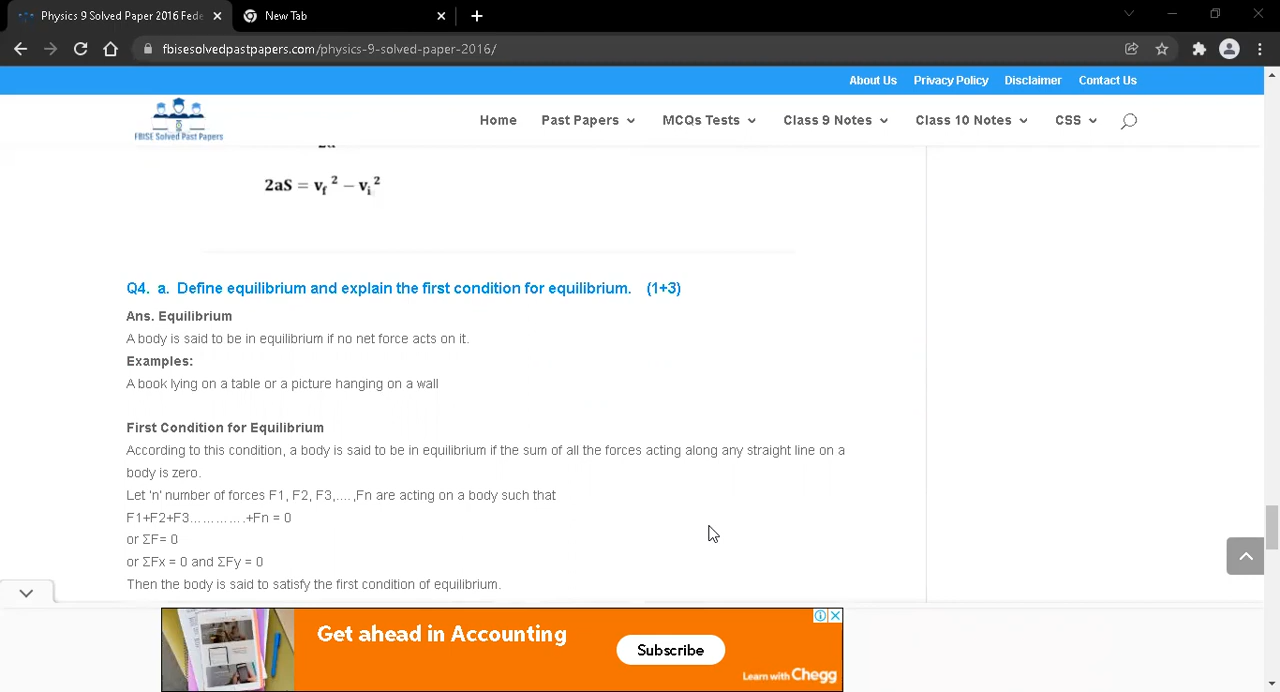 Physics 9 Solved Paper 2016 Fede
New Tab
fbisesolvedpastpapers.com/physics-9-solved-paper-2016/
About Us Privacy Policy Disclaimer Contact Us
FBISE Solved Past Papers
Home Past Papers MCQs Tests Class 9 Notes Class 10 Notes CSS
2aS = vf ² − vi ²
Q4. a. Define equilibrium and explain the first condition for equilibrium. (1+3)
Ans. Equilibrium
A body is said to be in equilibrium if no net force acts on it.
Examples:
A book lying on a table or a picture hanging on a wall
First Condition for Equilibrium
According to this condition, a body is said to be in equilibrium if the sum of all the forces acting along any straight line on a
body is zero.
Let 'n' number of forces F1, F2, F3,....,Fn are acting on a body such that
F1+F2+F3………….+Fn = 0
or ΣF= 0
or ΣFx = 0 and ΣFy = 0
Then the body is said to satisfy the first condition of equilibrium.
Get ahead in Accounting
Subscribe
Learn with Chegg